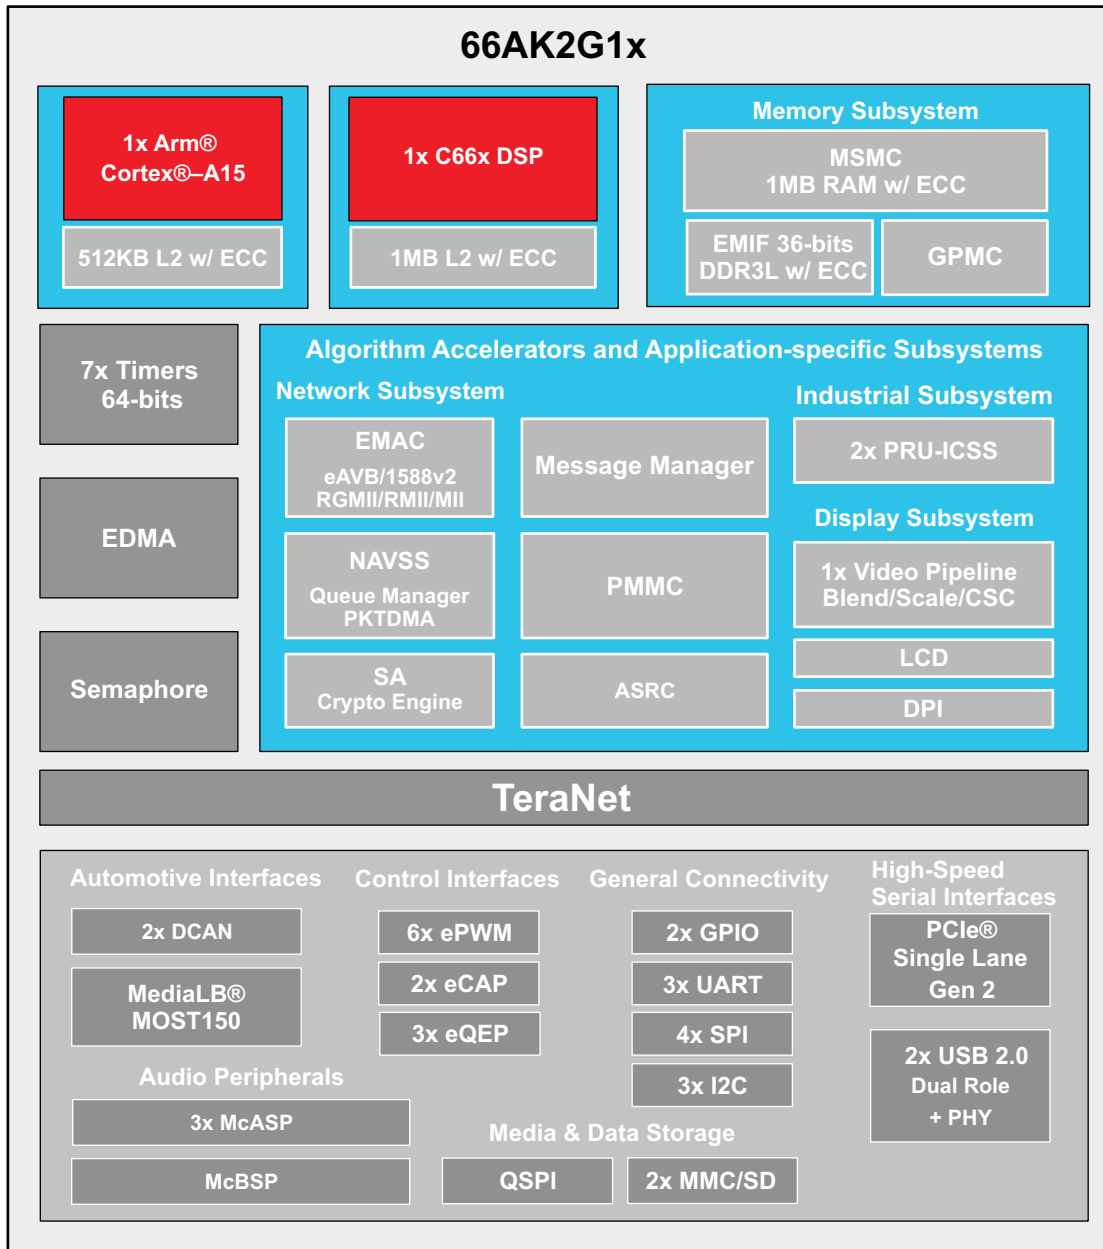 66AK2G1x
1x Arm®
Cortex®–A15
512KB L2 w/ ECC
1x C66x DSP
1MB L2 w/ ECC
Memory Subsystem
MSMC
1MB RAM w/ ECC
EMIF 36-bits
DDR3L w/ ECC
GPMC
7x Timers
64-bits
EDMA
Semaphore
Algorithm Accelerators and Application-specific Subsystems
Network Subsystem
EMAC
eAVB/1588v2
RGMII/RMII/MII
NAVSS
Queue Manager
PKTDMA
SA
Crypto Engine
Message Manager
PMMC
ASRC
Industrial Subsystem
2x PRU-ICSS
Display Subsystem
1x Video Pipeline
Blend/Scale/CSC
LCD
DPI
TeraNet
Automotive Interfaces
2x DCAN
MediaLB®
MOST150
Control Interfaces
6x ePWM
2x eCAP
3x eQEP
General Connectivity
2x GPIO
3x UART
4x SPI
3x I2C
High-Speed
Serial Interfaces
PCIe®
Single Lane
Gen 2
2x USB 2.0
Dual Role
+ PHY
Audio Peripherals
3x McASP
McBSP
Media & Data Storage
QSPI
2x MMC/SD